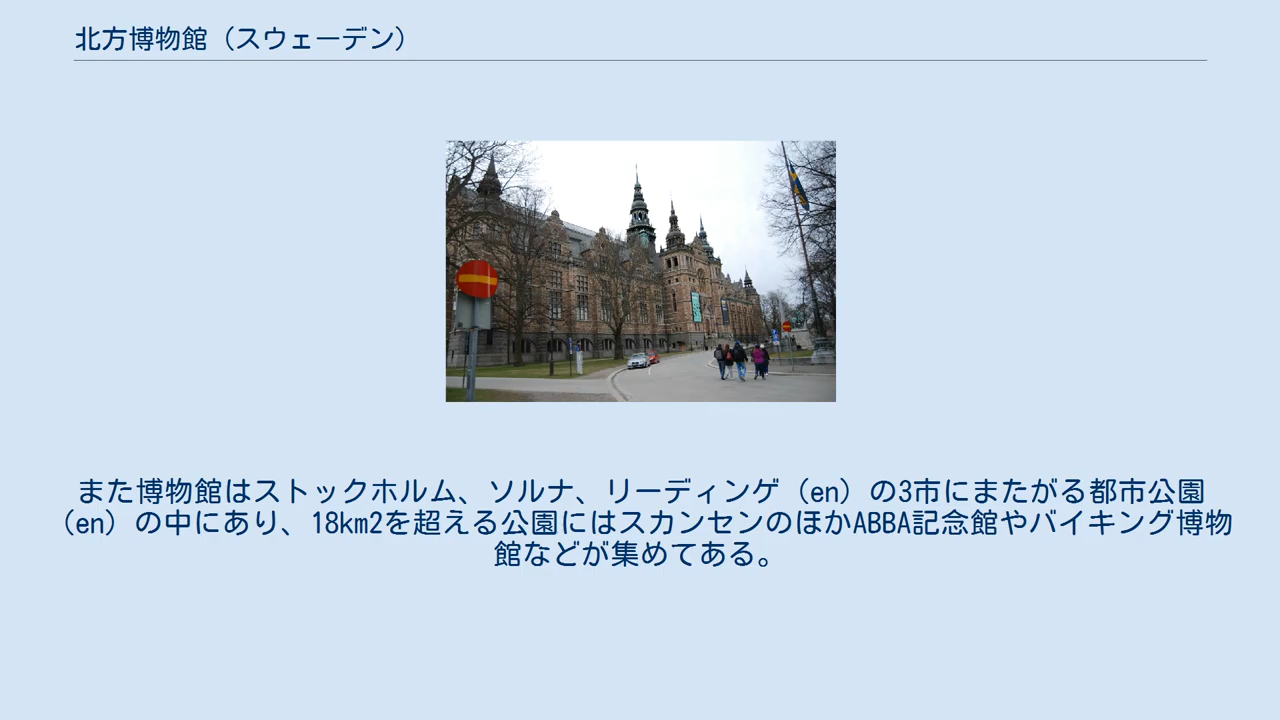 北方博物館（スウェーデン）
また博物館はストックホルム、ソルナ、リーディンゲ（en）の3市にまたがる都市公園
（en）の中にあり、18km2を超える公園にはスカンセンのほかABBA記念館やバイキング博物
館などが集めてある。